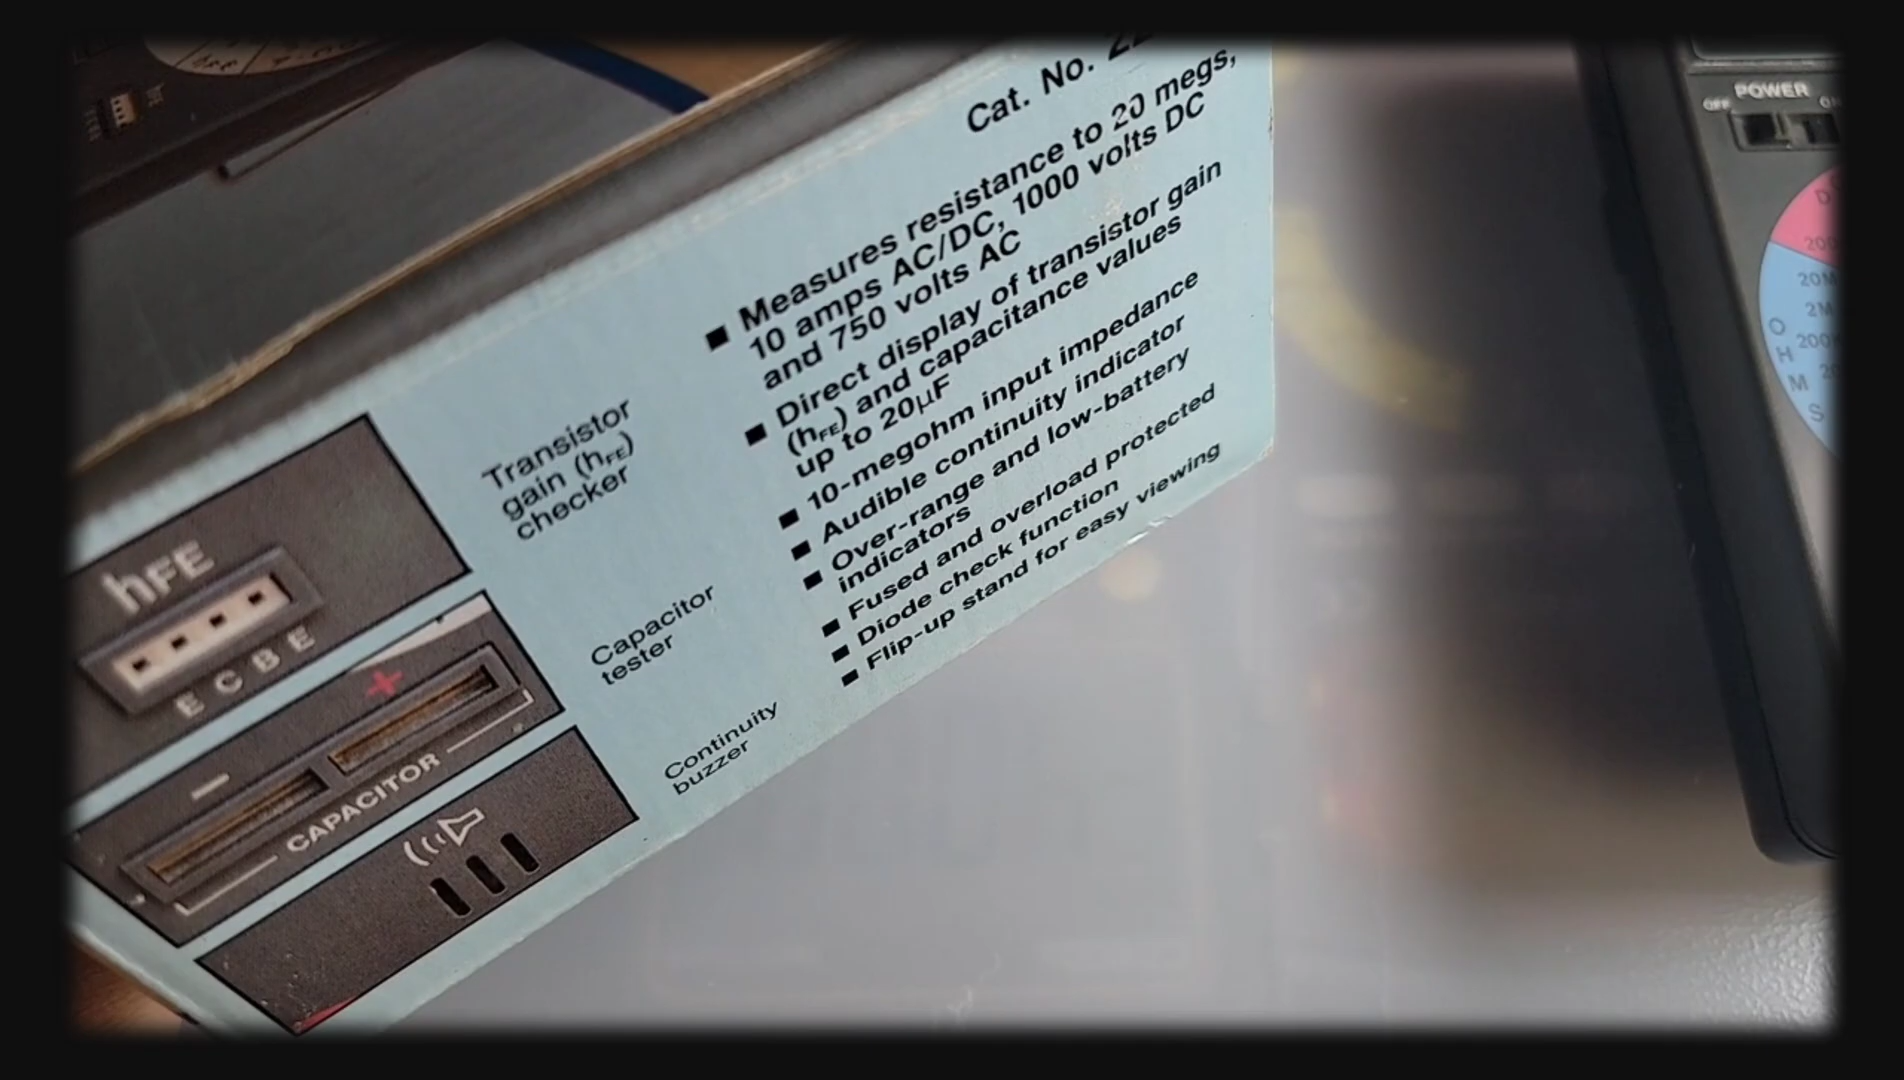 Cat. No. 22
■ Measures resistance to 20 megs,
10 amps AC/DC, 1000 volts DC
and 750 volts AC
■ Direct display of transistor gain
(hFE) and capacitance values
up to 20µF
■ 10-megohm input impedance
■ Audible continuity indicator
■ Over-range and low-battery
indicators
■ Fused and overload protected
■ Diode check function
■ Flip-up stand for easy viewing
Transistor
gain (hFE)
checker
Capacitor
tester
Continuity
buzzer
hFE
E C B E
+
−
CAPACITOR
POWER
OFF
20M
2M
OHMS